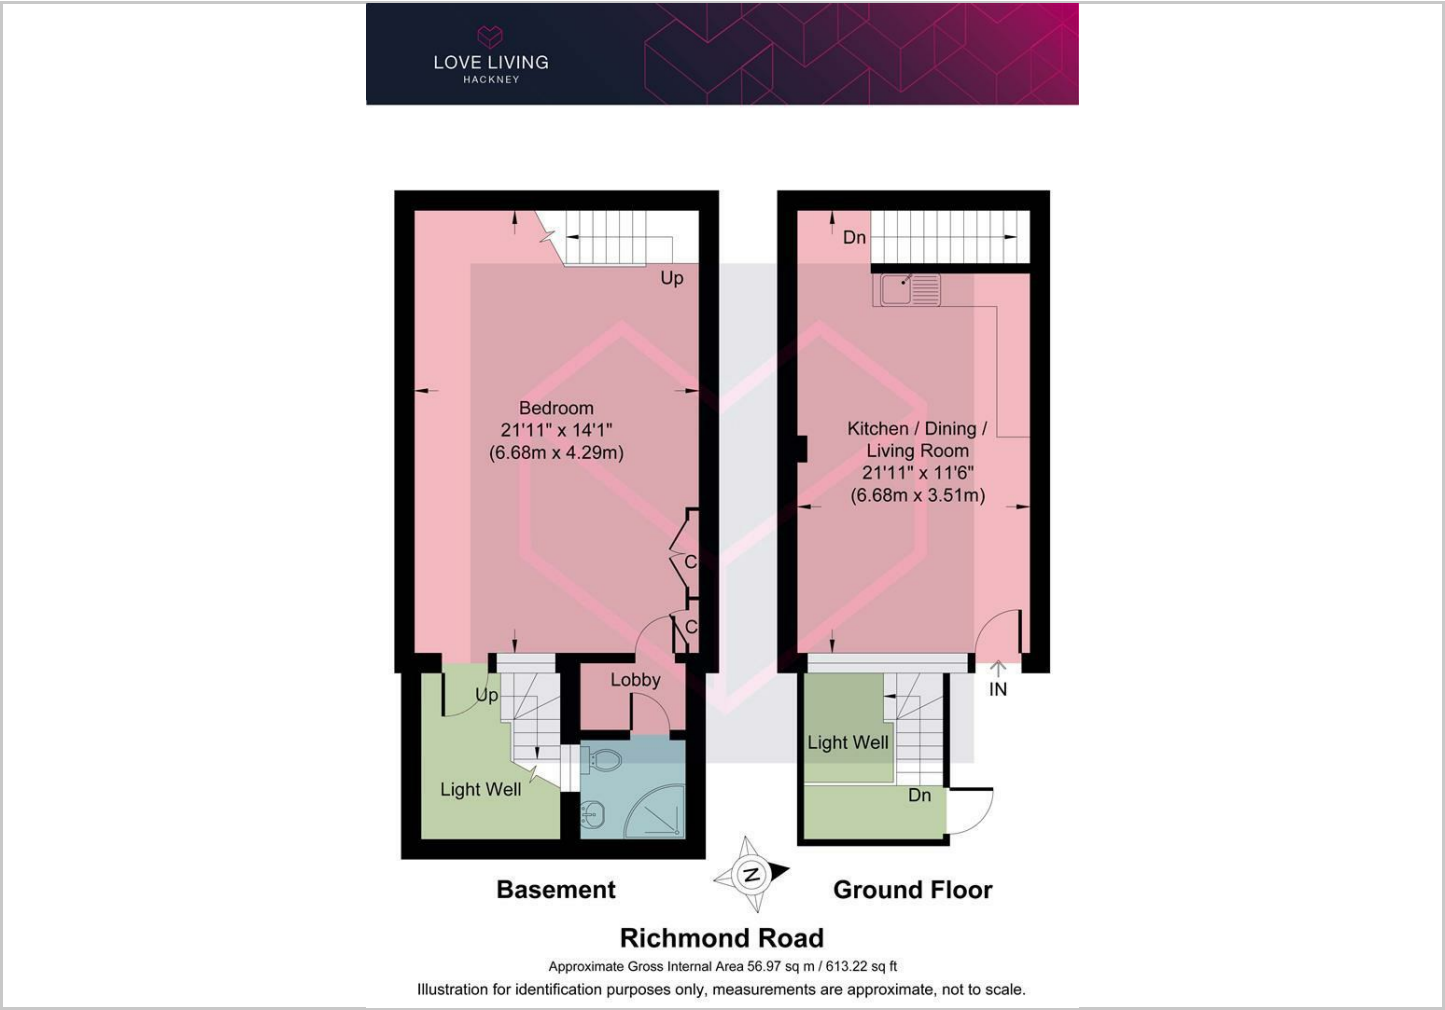 LOVE LIVING
HACKNEY
Up
Bedroom
21'11" x 14'1"
(6.68m x 4.29m)
C
C
Lobby
Up
Light Well
Basement
Dn
Kitchen / Dining /
Living Room
21'11" x 11'6"
(6.68m x 3.51m)
IN
Light Well
Dn
N
Ground Floor
Richmond Road
Approximate Gross Internal Area 56.97 sq m / 613.22 sq ft
Illustration for identification purposes only, measurements are approximate, not to scale.